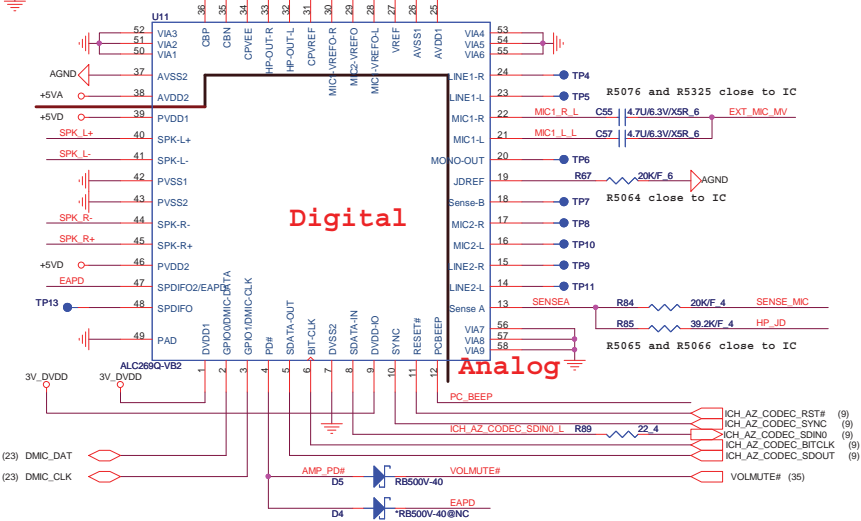 36 35 34 33 32 31 30 29 28 27 26 25
U11
CBP CBN CPVEE HP-OUT-R HP-OUT-L CPVREF MIC1-VREFO-R MIC2-VREFO MIC1-VREFO-L VREF AVSS1 AVDD1
52 VIA3
51 VIA2
50 VIA1
AGND 37 AVSS2
+5VA 38 AVDD2
+5VD 39 PVDD1
SPK_L+ 40 SPK-L+
SPK_L- 41 SPK-L-
42 PVSS1
43 PVSS2
SPK_R- 44 SPK-R-
SPK_R+ 45 SPK-R+
+5VD 46 PVDD2
EAPD 47 SPDIFO2/EAPD
TP13 48 SPDIFO
49 PAD
ALC269Q-VB2
VIA4 53
VIA5 54
VIA6 55
LINE1-R 24 TP4
LINE1-L 23 TP5
R5076 and R5325 close to IC
MIC1-R 22 MIC1_R_L C55 4.7U/6.3V/X5R_6 EXT_MIC_MV
MIC1-L 21 MIC1_L_L C57 4.7U/6.3V/X5R_6
MONO-OUT 20 TP6
JDREF 19 R67 20K/F_6 AGND
R5064 close to IC
Sense-B 18 TP7
MIC2-R 17 TP8
MIC2-L 16 TP10
LINE2-R 15 TP9
LINE2-L 14 TP11
Sense A 13 SENSEA R84 20K/F_4 SENSE_MIC
R85 39.2K/F_4 HP_JD
R5065 and R5066 close to IC
VIA7 56
VIA8 57
VIA9 58
Digital
Analog
DVDD1 GPIO0/DMIC-DATA GPIO1/DMIC-CLK PD# SDATA-OUT BIT-CLK DVSS2 SDATA-IN DVDD-IO SYNC RESET# PCBEEP
1 2 3 4 5 6 7 8 9 10 11 12
3V_DVDD 3V_DVDD
PC_BEEP
ICH_AZ_CODEC_RST# (9)
ICH_AZ_CODEC_SYNC (9)
ICH_AZ_CODEC_SDIN0_L R89 22_4 ICH_AZ_CODEC_SDIN0 (9)
ICH_AZ_CODEC_BITCLK (9)
ICH_AZ_CODEC_SDOUT (9)
(23) DMIC_DAT
(23) DMIC_CLK
AMP_PD# D5 RB500V-40 VOLMUTE# VOLMUTE# (35)
D4 *RB500V-40@NC EAPD